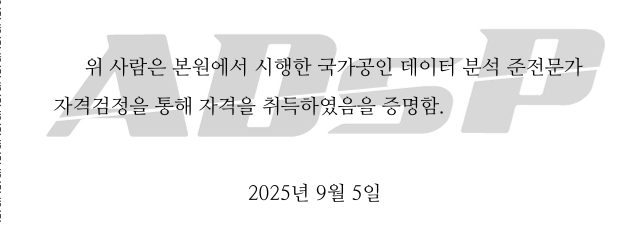 ADsP
위 사람은 본원에서 시행한 국가공인 데이터 분석 준전문가
자격검정을 통해 자격을 취득하였음을 증명함.
2025년 9월 5일